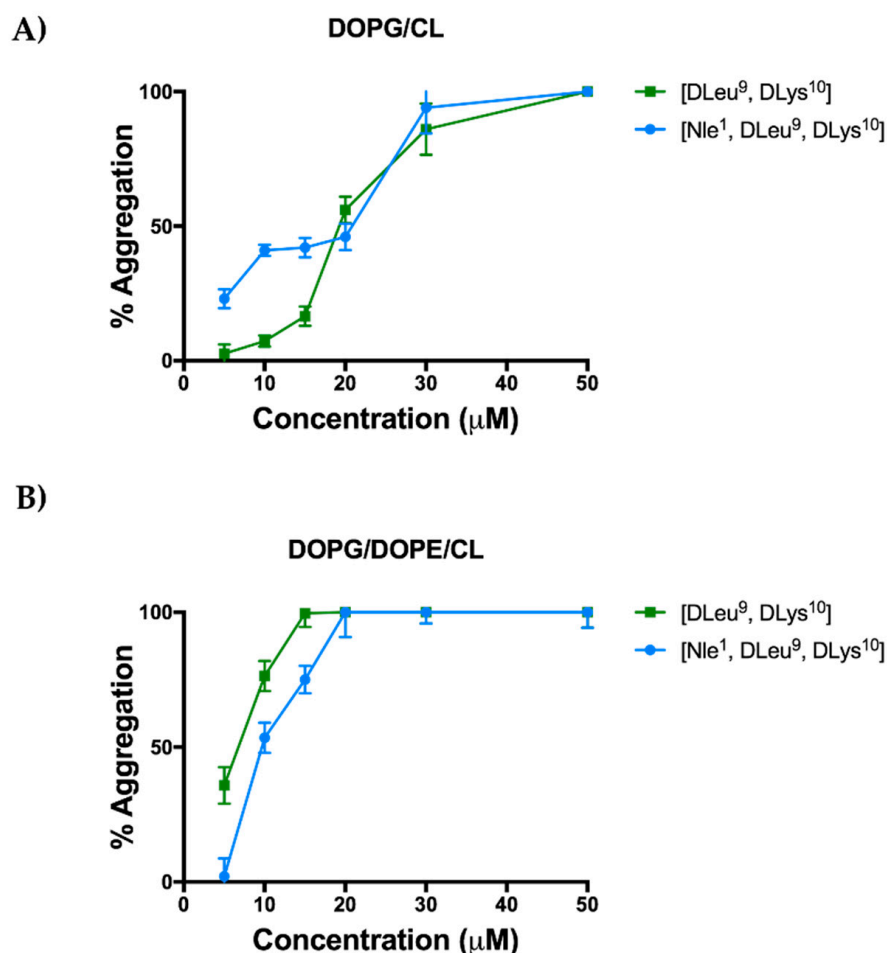 A)
DOPG/CL
100
50
0
% Aggregation
0 10 20 30 40 50
Concentration (μM)
[DLeu⁹, DLys¹⁰]
[Nle¹, DLeu⁹, DLys¹⁰]
B)
DOPG/DOPE/CL
100
50
0
% Aggregation
0 10 20 30 40 50
Concentration (μM)
[DLeu⁹, DLys¹⁰]
[Nle¹, DLeu⁹, DLys¹⁰]